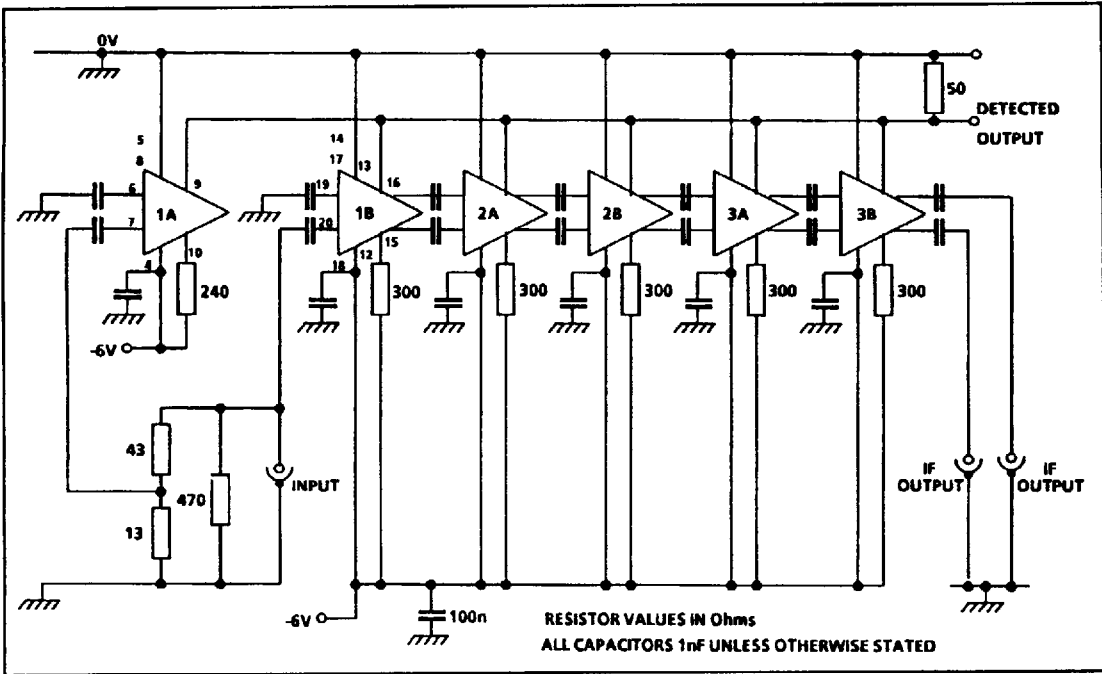 0V
50
DETECTED
OUTPUT
5
8
6
7
9
10
4
1A
240
-6V
14
17
13
19
20
16
15
12
18
1B
300
2A
300
2B
300
3A
300
3B
300
43
13
470
INPUT
IF
OUTPUT
IF
OUTPUT
-6V
100n
RESISTOR VALUES IN Ohms
ALL CAPACITORS 1nF UNLESS OTHERWISE STATED